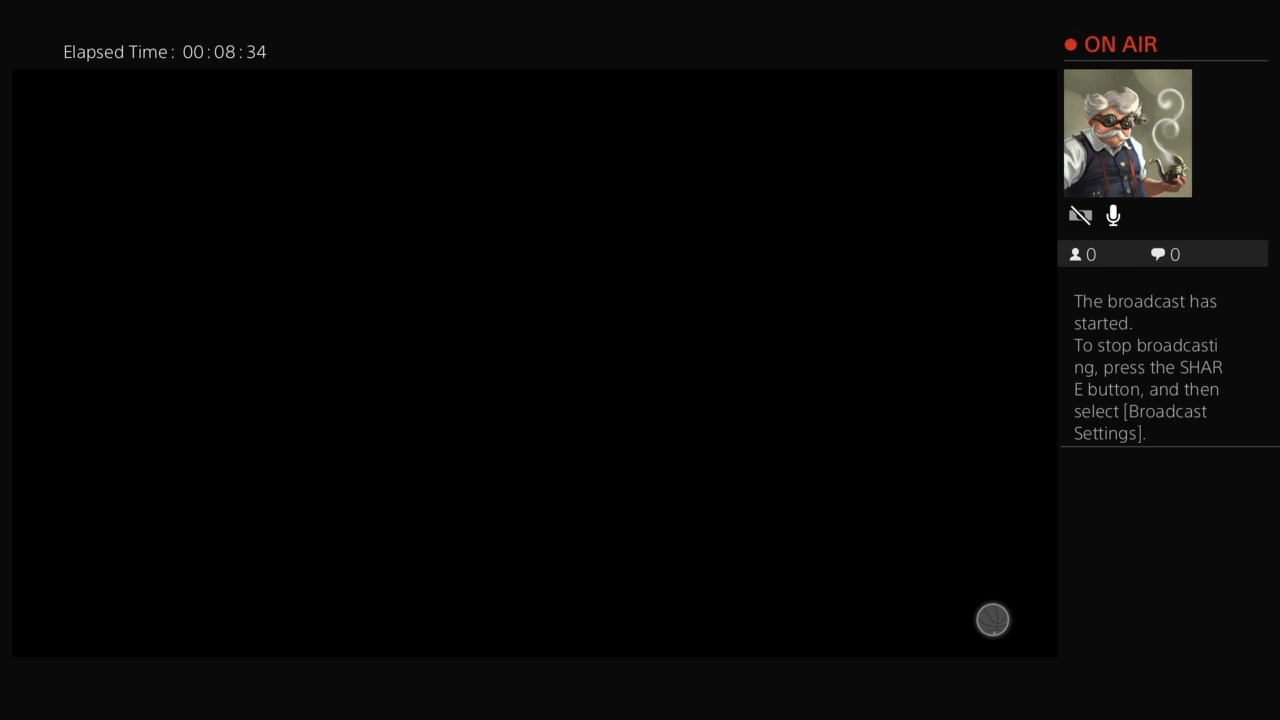 Elapsed Time: 00:08:34
ON AIR
0
0
The broadcast has
started.
To stop broadcasti
ng, press the SHAR
E button, and then
select [Broadcast
Settings].